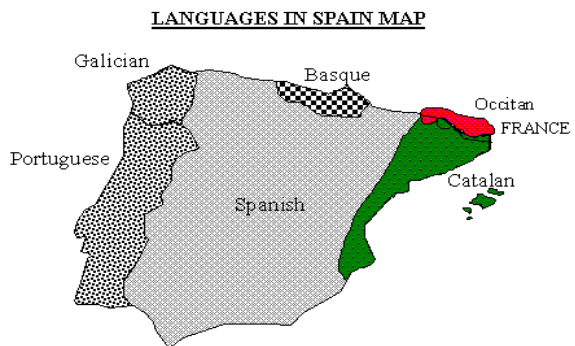 LANGUAGES IN SPAIN MAP
Galician
Basque
Occitan
FRANCE
Portuguese
Catalan
Spanish